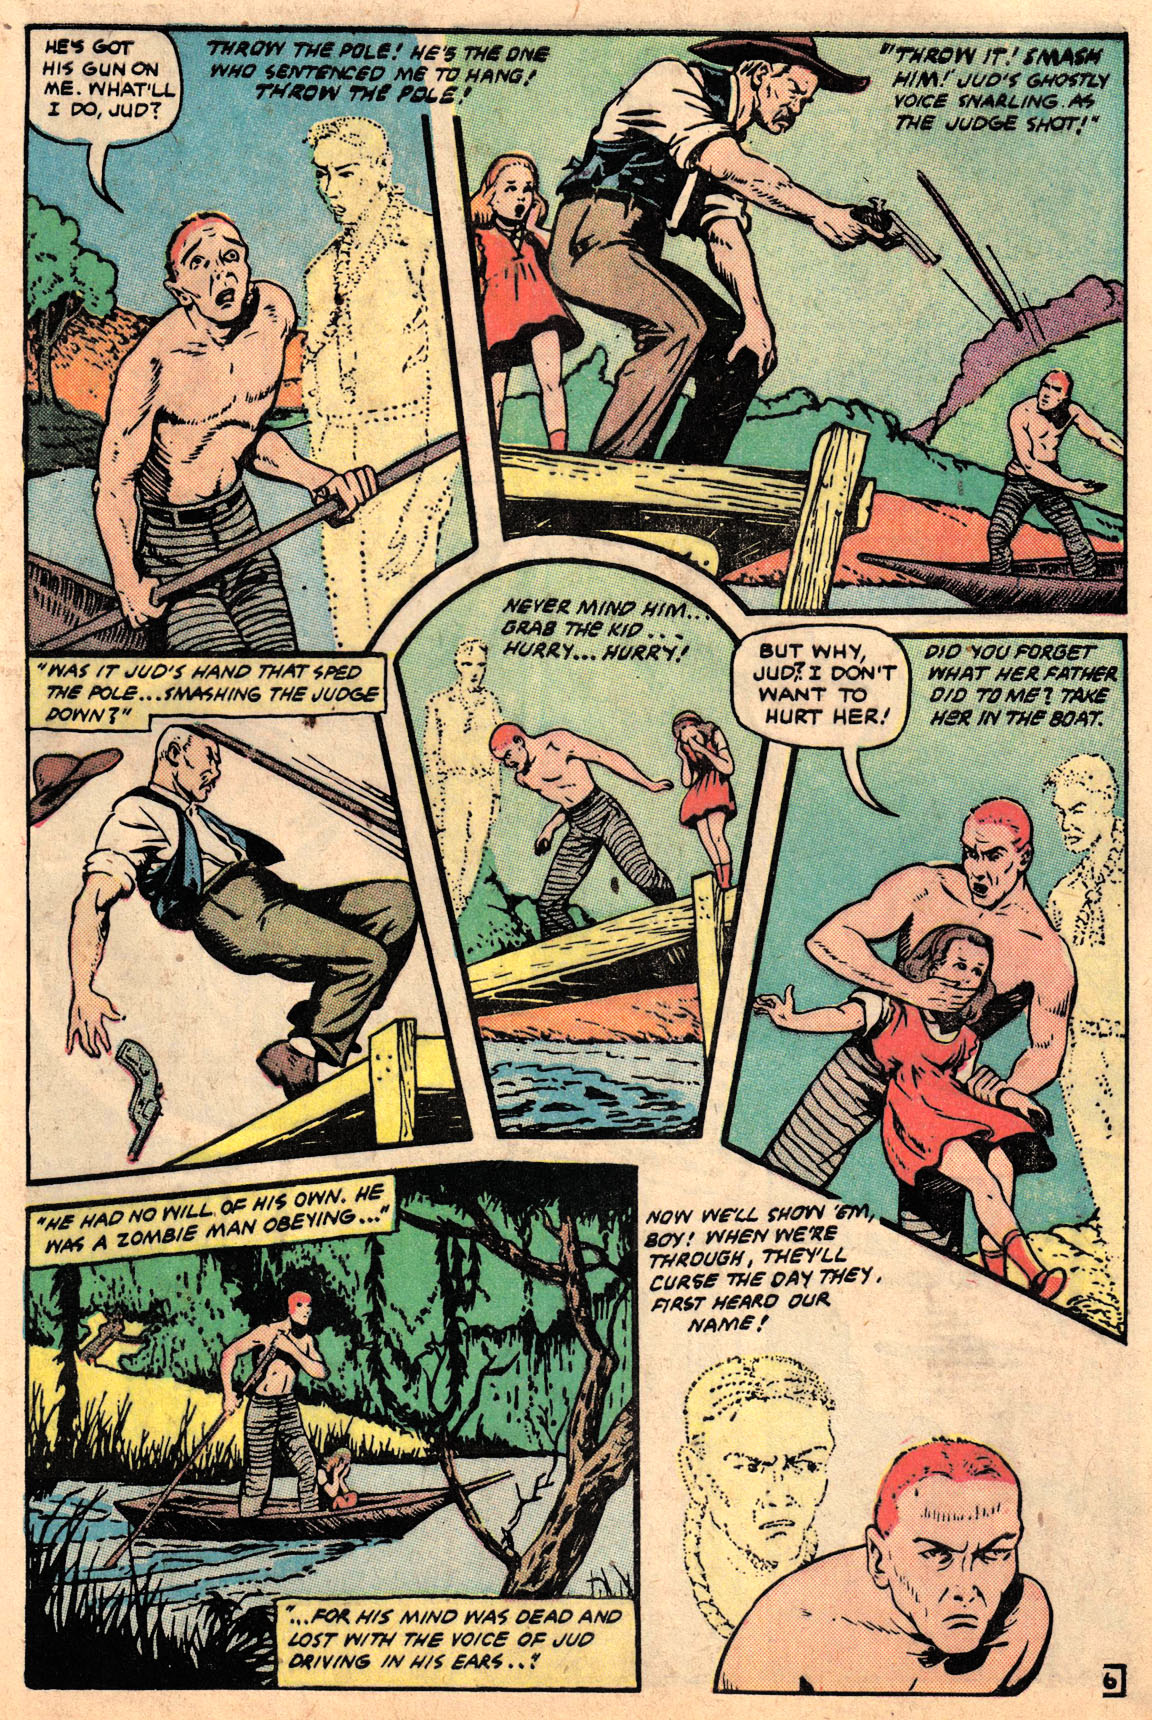 HE'S GOT
HIS GUN ON
ME. WHAT'LL
I DO, JUD?
THROW THE POLE! HE'S THE ONE
WHO SENTENCED ME TO HANG!
THROW THE POLE!
"'THROW IT! SMASH
HIM!' JUD'S GHOSTLY
VOICE SNARLING AS
THE JUDGE SHOT!"
"WAS IT JUD'S HAND THAT SPED
THE POLE...SMASHING THE JUDGE
DOWN?"
NEVER MIND HIM...
GRAB THE KID...
HURRY...HURRY!
BUT WHY,
JUD? I DON'T
WANT TO
HURT HER!
DID YOU FORGET
WHAT HER FATHER
DID TO ME? TAKE
HER IN THE BOAT.
"HE HAD NO WILL OF HIS OWN. HE
WAS A ZOMBIE MAN OBEYING..."
"...FOR HIS MIND WAS DEAD AND
LOST WITH THE VOICE OF JUD
DRIVING IN HIS EARS..."
NOW WE'LL SHOW 'EM,
BOY! WHEN WE'RE
THROUGH, THEY'LL
CURSE THE DAY THEY
FIRST HEARD OUR
NAME!
6